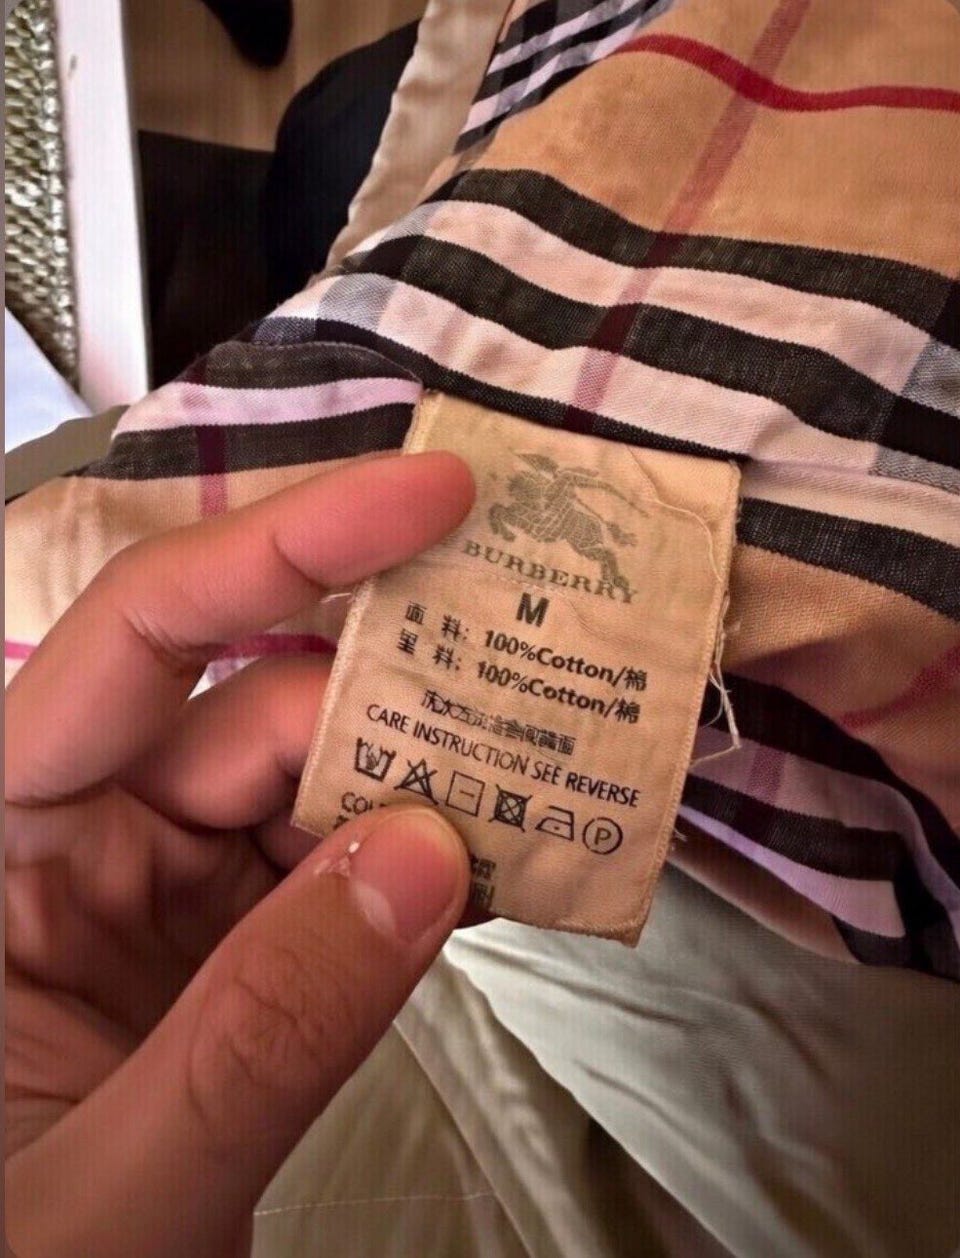 BURBERRY
M
面 料: 100%Cotton/棉
里 料: 100%Cotton/棉
CARE INSTRUCTION SEE REVERSE
P